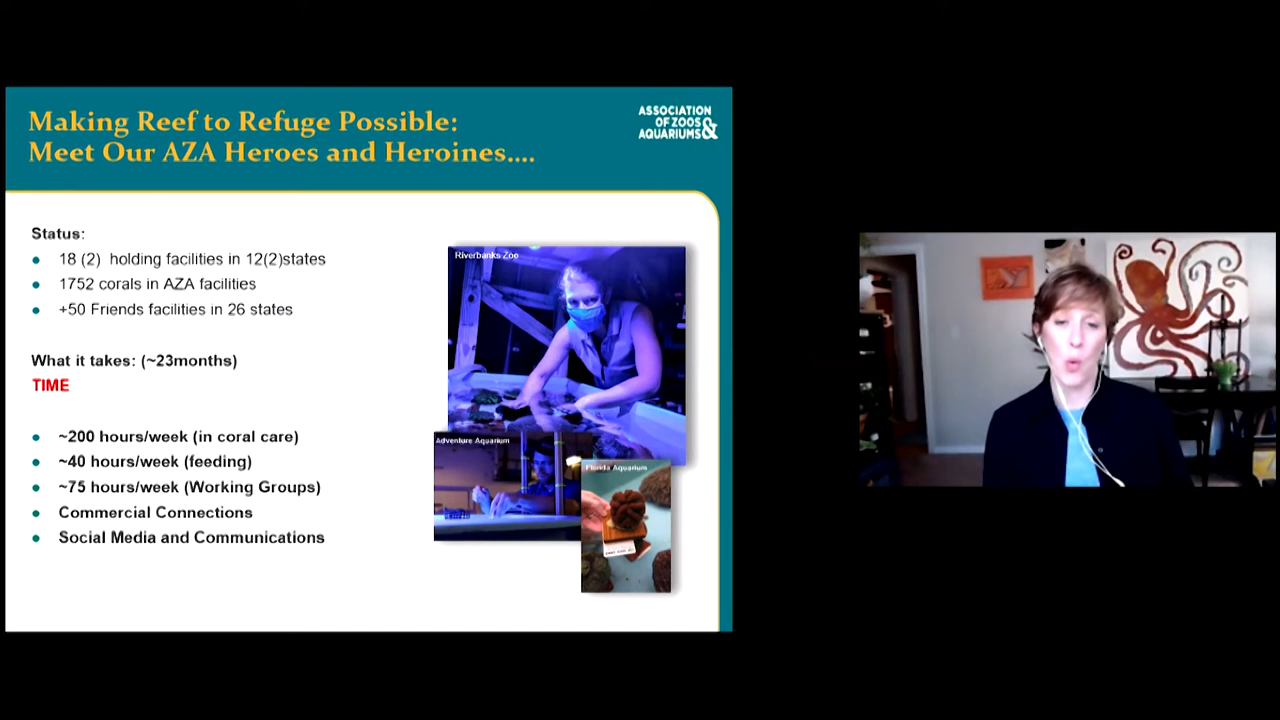 Making Reef to Refuge Possible:
Meet Our AZA Heroes and Heroines....
ASSOCIATION
OF ZOOS
AQUARIUMS &
Status:
18 (2) holding facilities in 12(2)states
1752 corals in AZA facilities
+50 Friends facilities in 26 states
What it takes: (~23months)
TIME
~200 hours/week (in coral care)
~40 hours/week (feeding)
~75 hours/week (Working Groups)
Commercial Connections
Social Media and Communications
Riverbanks Zoo
Adventure Aquarium
Florida Aquarium